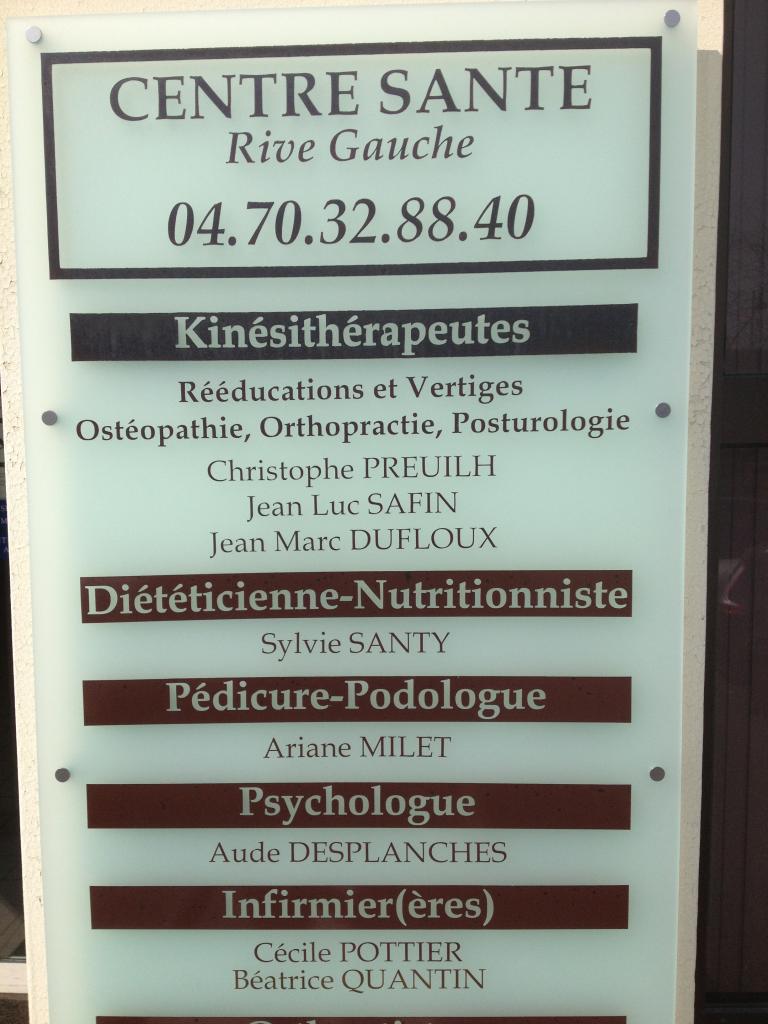 CENTRE SANTE
Rive Gauche
04.70.32.88.40
Kinésithérapeutes
Rééducations et Vertiges
Ostéopathie, Orthopractie, Posturologie
Christophe PREUILH
Jean Luc SAFIN
Jean Marc DUFLOUX
Diététicienne-Nutritionniste
Sylvie SANTY
Pédicure-Podologue
Ariane MILET
Psychologue
Aude DESPLANCHES
Infirmier(ères)
Cécile POTTIER
Béatrice QUANTIN